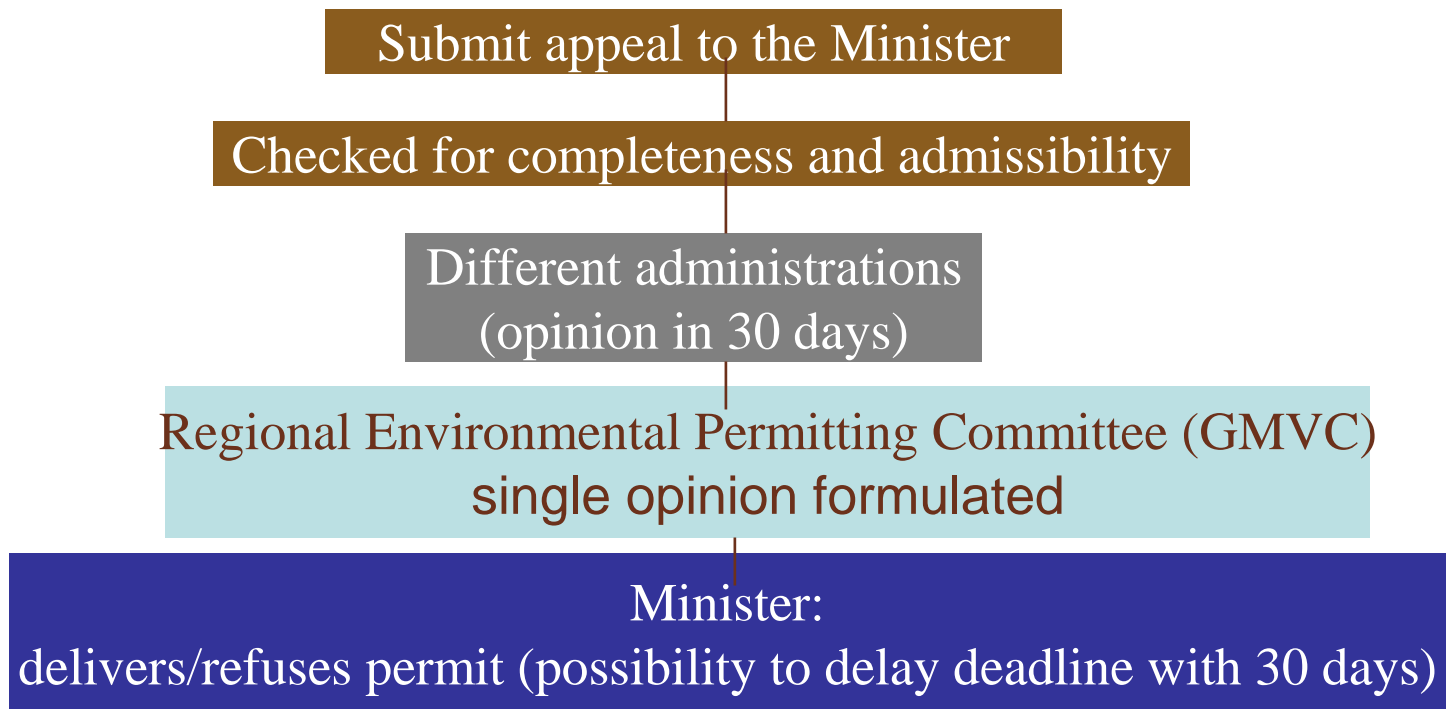 Submit appeal to the Minister
Checked for completeness and admissibility
Different administrations
(opinion in 30 days)
Regional Environmental Permitting Committee (GMVC)
single opinion formulated
Minister:
delivers/refuses permit (possibility to delay deadline with 30 days)